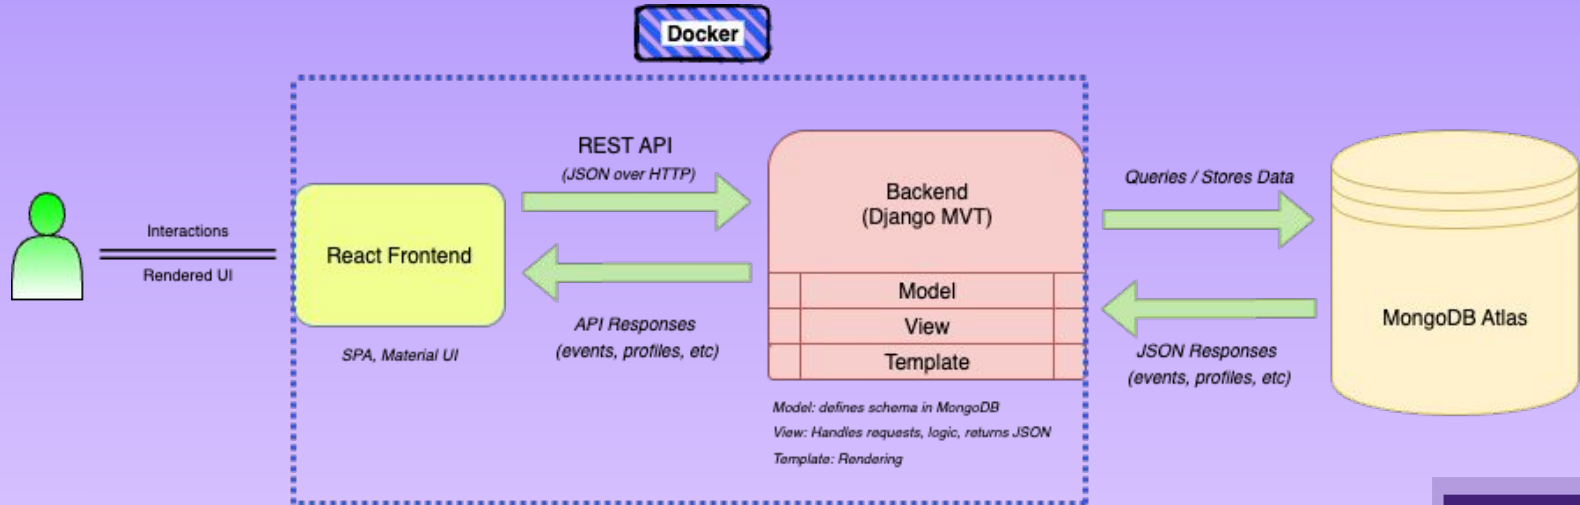 Docker
Interactions
Rendered UI
React Frontend
SPA, Material UI
REST API
(JSON over HTTP)
API Responses
(events, profiles, etc)
Backend
(Django MVT)
Model
View
Template
Model: defines schema in MongoDB
View: Handles requests, logic, returns JSON
Template: Rendering
Queries / Stores Data
JSON Responses
(events, profiles, etc)
MongoDB Atlas